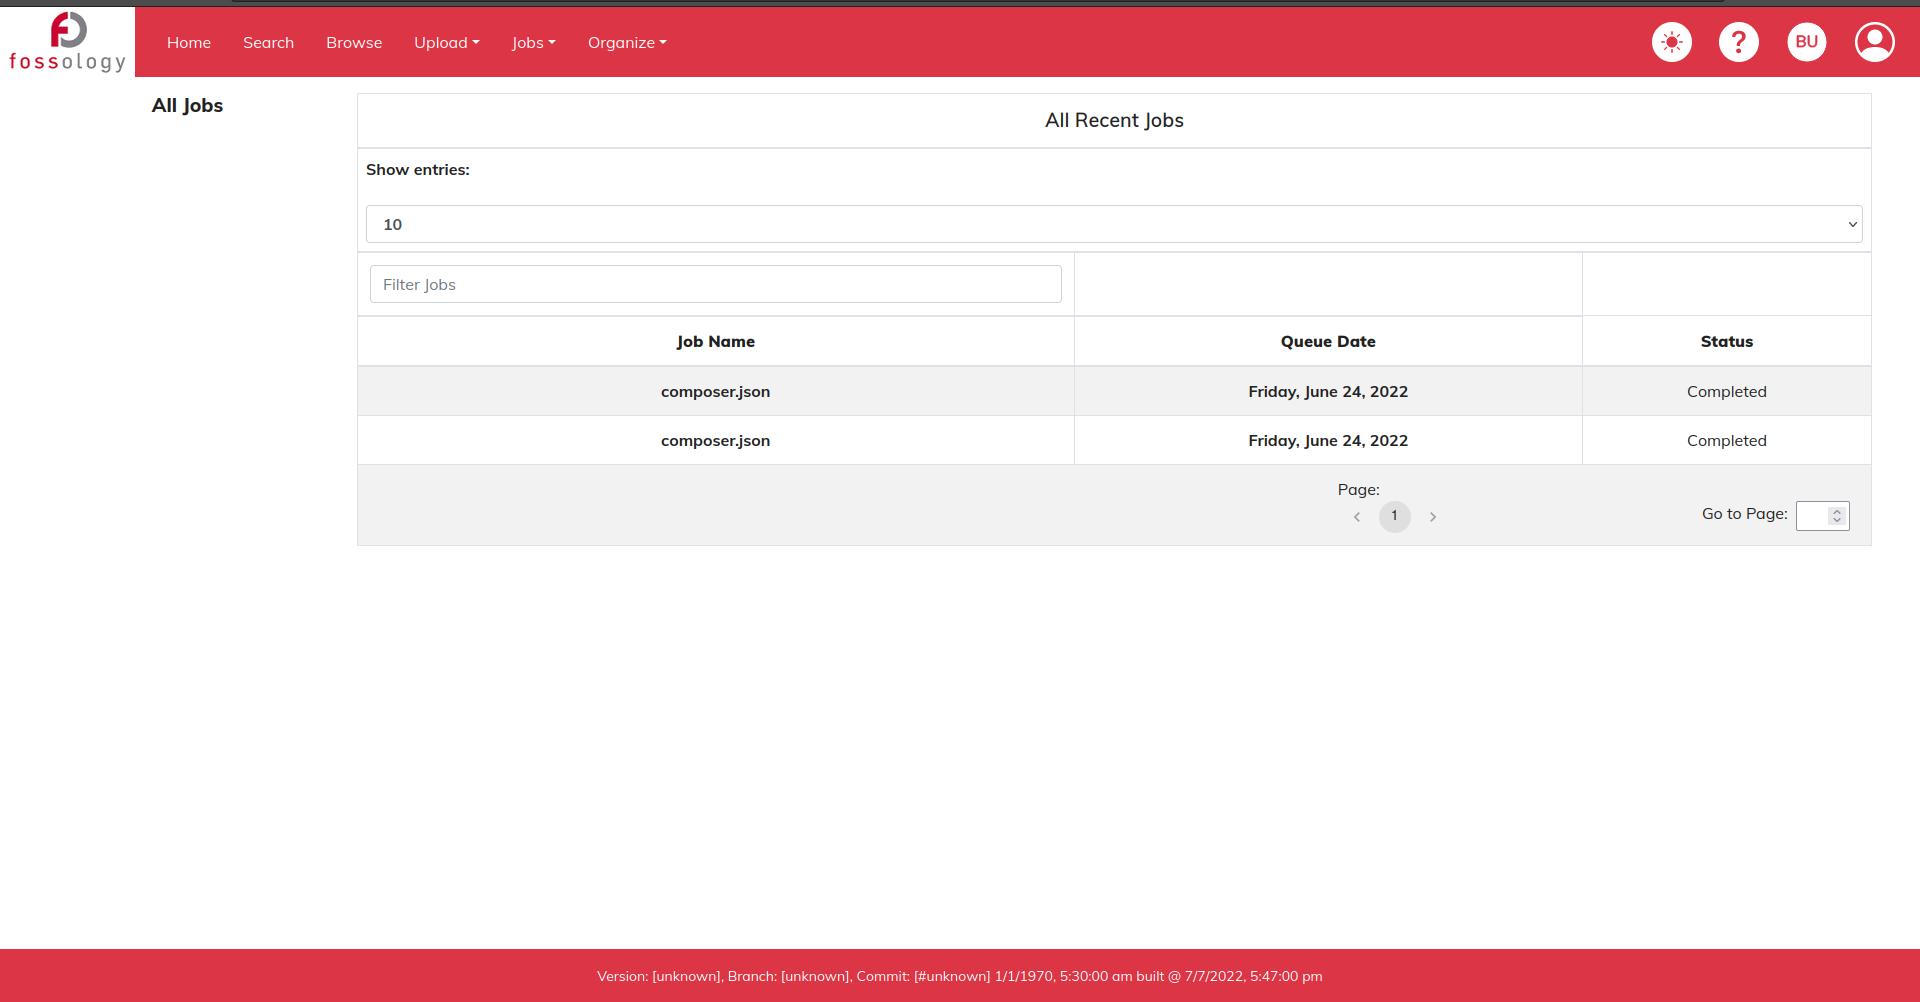 fossology
Home Search Browse Upload Jobs Organize ? BU
All Jobs
All Recent Jobs
Show entries:
10
Filter Jobs
Job Name Queue Date Status
composer.json Friday, June 24, 2022 Completed
composer.json Friday, June 24, 2022 Completed
Page:
1
Go to Page:
Version: [unknown], Branch: [unknown], Commit: [#unknown] 1/1/1970, 5:30:00 am built @ 7/7/2022, 5:47:00 pm